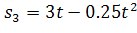 s₃ = 3t − 0.25t²